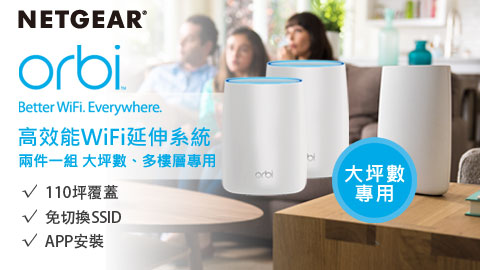 NETGEAR®
orbi™
Better WiFi. Everywhere.
高效能WiFi延伸系統
兩件一組 大坪數、多樓層專用
√ 110坪覆蓋
√ 免切換SSID
√ APP安裝
orbi
bi
大坪數
專用